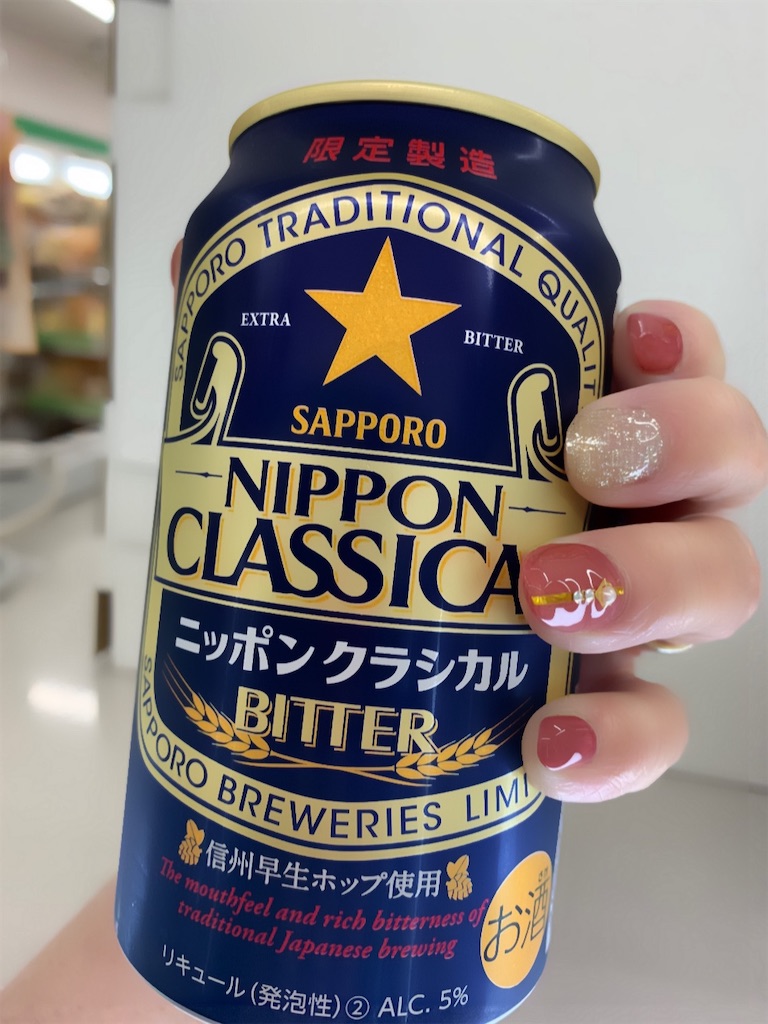 限定製造
SAPPORO TRADITIONAL QUALIT
EXTRA
BITTER
SAPPORO
NIPPON
CLASSICA
ニッポン クラシカル
BITTER
SAPPORO BREWERIES LIMI
信州早生ホップ使用
The mouthfeel and rich bitterness of
traditional Japanese brewing
さけ
お酒
リキュール(発泡性)② ALC. 5%